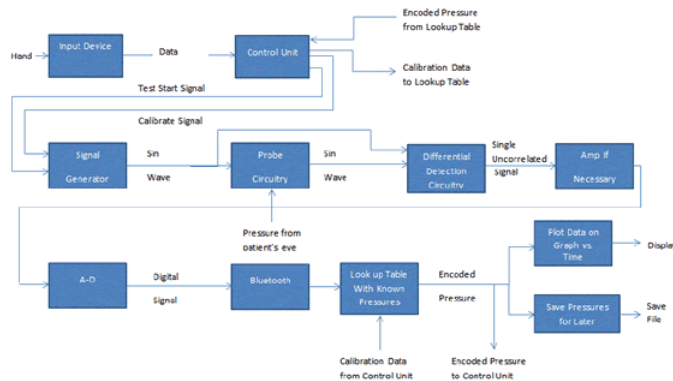 Encoded Pressure
from Lookup Table
Input Device
Hand
Data
Control Unit
Calibration Data
to Lookup Table
Test Start Signal
Calibrate Signal
Signal
Generator
Sin
Wave
Probe
Circuitry
Sin
Wave
Differential
Detection
Circuitry
Single
Uncorrelated
Signal
Amp If
Necessary
Pressure from
patient's eye
A-D
Digital
Signal
Bluetooth
Look up Table
With Known
Pressures
Encoded
Pressure
Plot Data on
Graph vs.
Time
Display
Save Pressures
for Later
Save
File
Calibration Data
from Control Unit
Encoded Pressure
to Control Unit